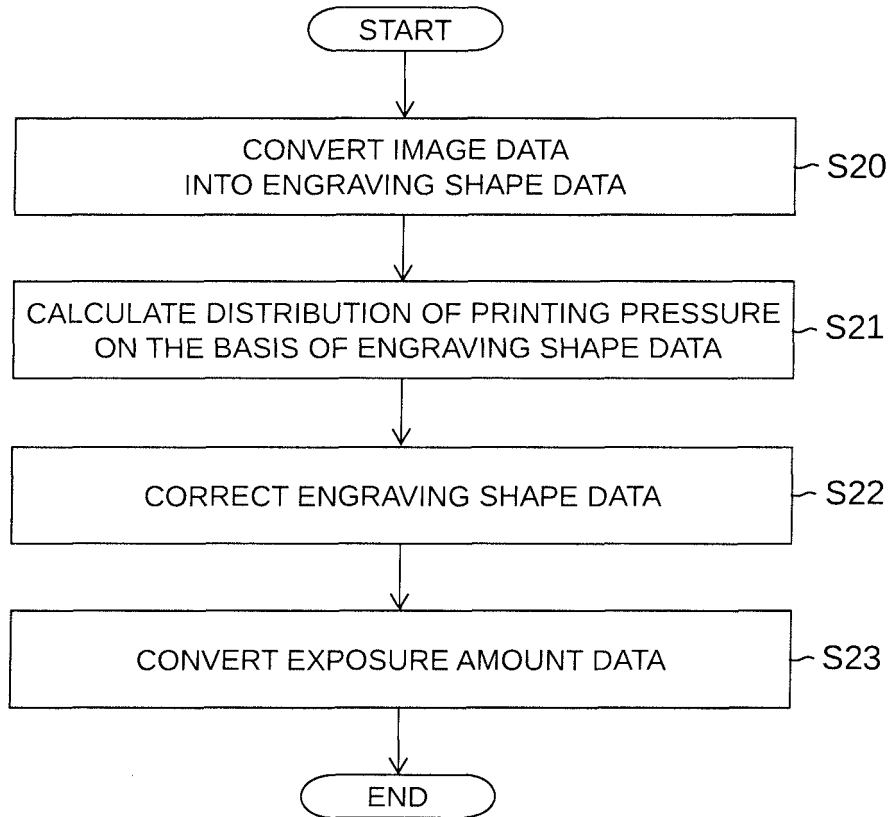 START
CONVERT IMAGE DATA
INTO ENGRAVING SHAPE DATA
S20
CALCULATE DISTRIBUTION OF PRINTING PRESSURE
ON THE BASIS OF ENGRAVING SHAPE DATA
S21
CORRECT ENGRAVING SHAPE DATA
S22
CONVERT EXPOSURE AMOUNT DATA
S23
END